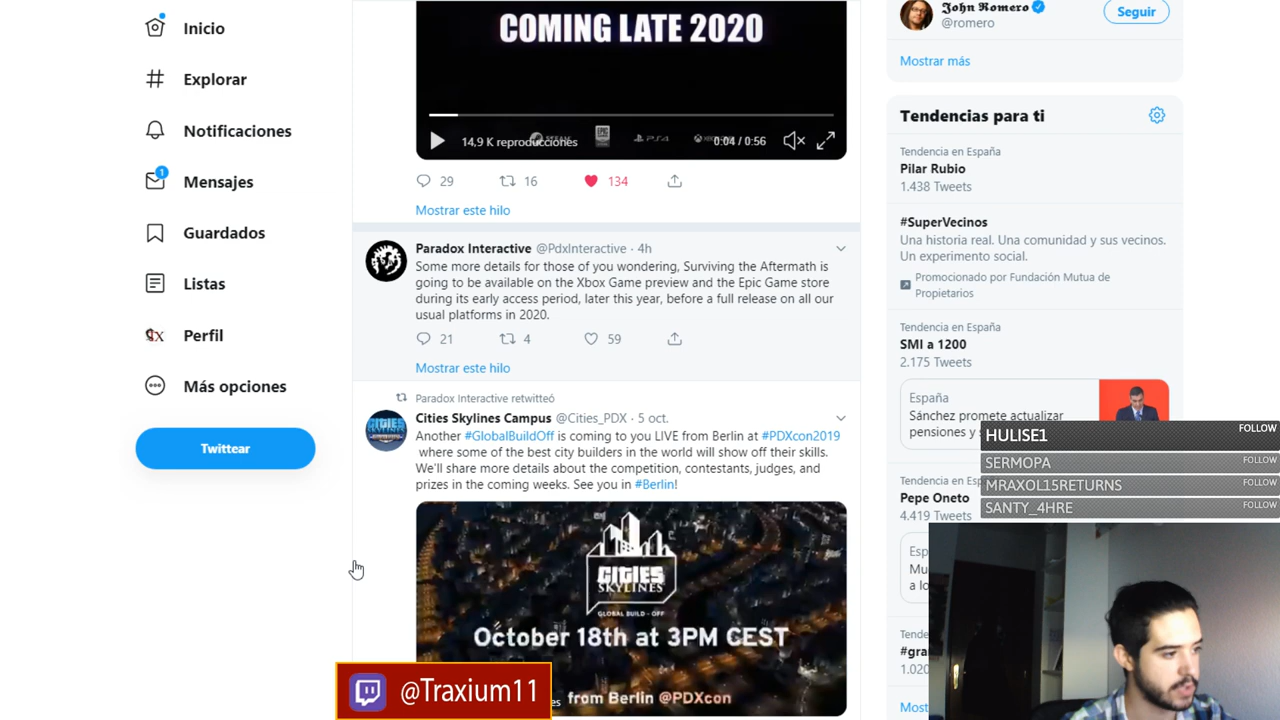 Inicio
Explorar
Notificaciones
1
Mensajes
Guardados
Listas
Perfil
Más opciones
Twittear
COMING LATE 2020
14,9 K reproducciones
0:04 / 0:56
29
16
134
Mostrar este hilo
Paradox Interactive @PdxInteractive · 4h
Some more details for those of you wondering, Surviving the Aftermath is
going to be available on the Xbox Game preview and the Epic Game store
during its early access period, later this year, before a full release on all our
usual platforms in 2020.
21
4
59
Mostrar este hilo
Paradox Interactive retwitteó
Cities Skylines Campus @Cities_PDX · 5 oct.
Another #GlobalBuildOff is coming to you LIVE from Berlin at #PDXcon2019
where some of the best city builders in the world will show off their skills.
We'll share more details about the competition, contestants, judges, and
prizes in the coming weeks. See you in #Berlin!
CITIES
SKYLINES
GLOBAL BUILD - OFF
October 18th at 3PM CEST
from Berlin @PDXcon
@Traxium11
John Romero
@romero
Seguir
Mostrar más
Tendencias para ti
Tendencia en España
Pilar Rubio
1.438 Tweets
#SuperVecinos
Una historia real. Una comunidad y sus vecinos.
Un experimento social.
Promocionado por Fundación Mutua de
Propietarios
Tendencia en España
SMI a 1200
2.175 Tweets
España
Sánchez promete actualizar
pensiones y
HULISE1 FOLLOW
SERMOPA FOLLOW
MRAXOL15RETURNS FOLLOW
SANTY_4HRE FOLLOW
Pepe Oneto
4.419 Tweets